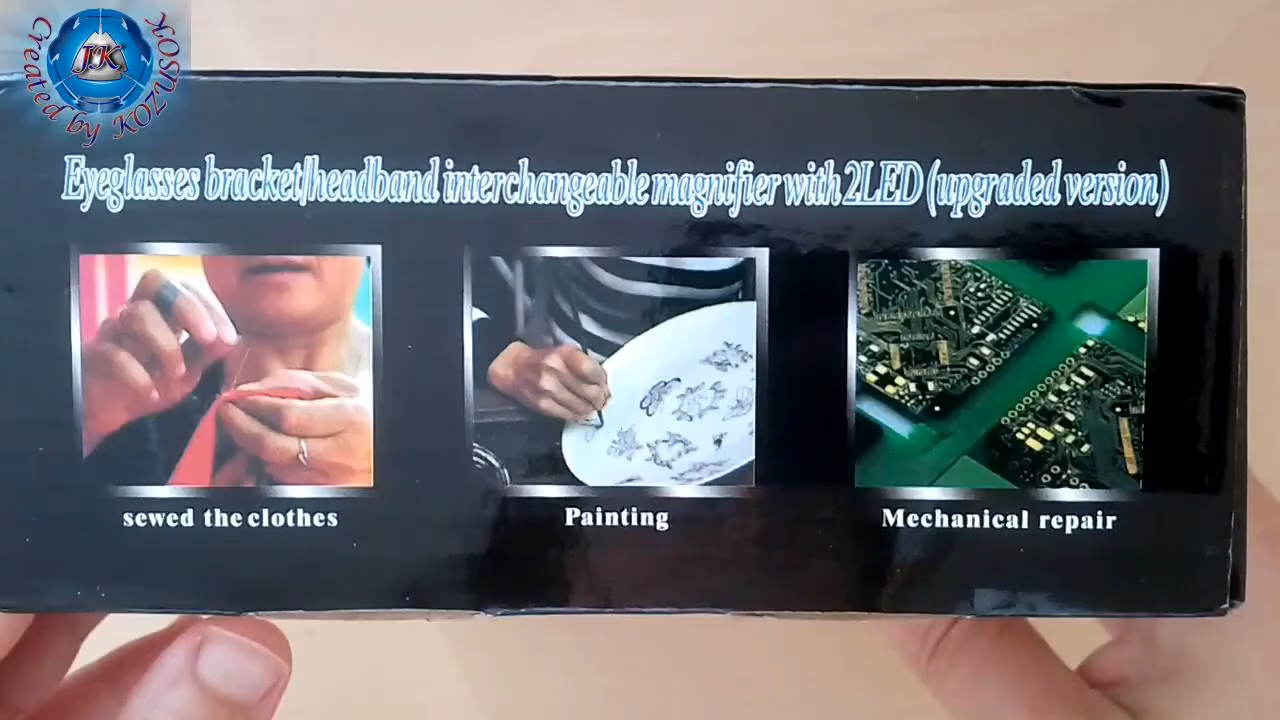 Created by KOZUSOK
JK
Eyeglasses bracket/headband interchangeable magnifier with 2LED (upgraded version)
sewed the clothes
Painting
Mechanical repair